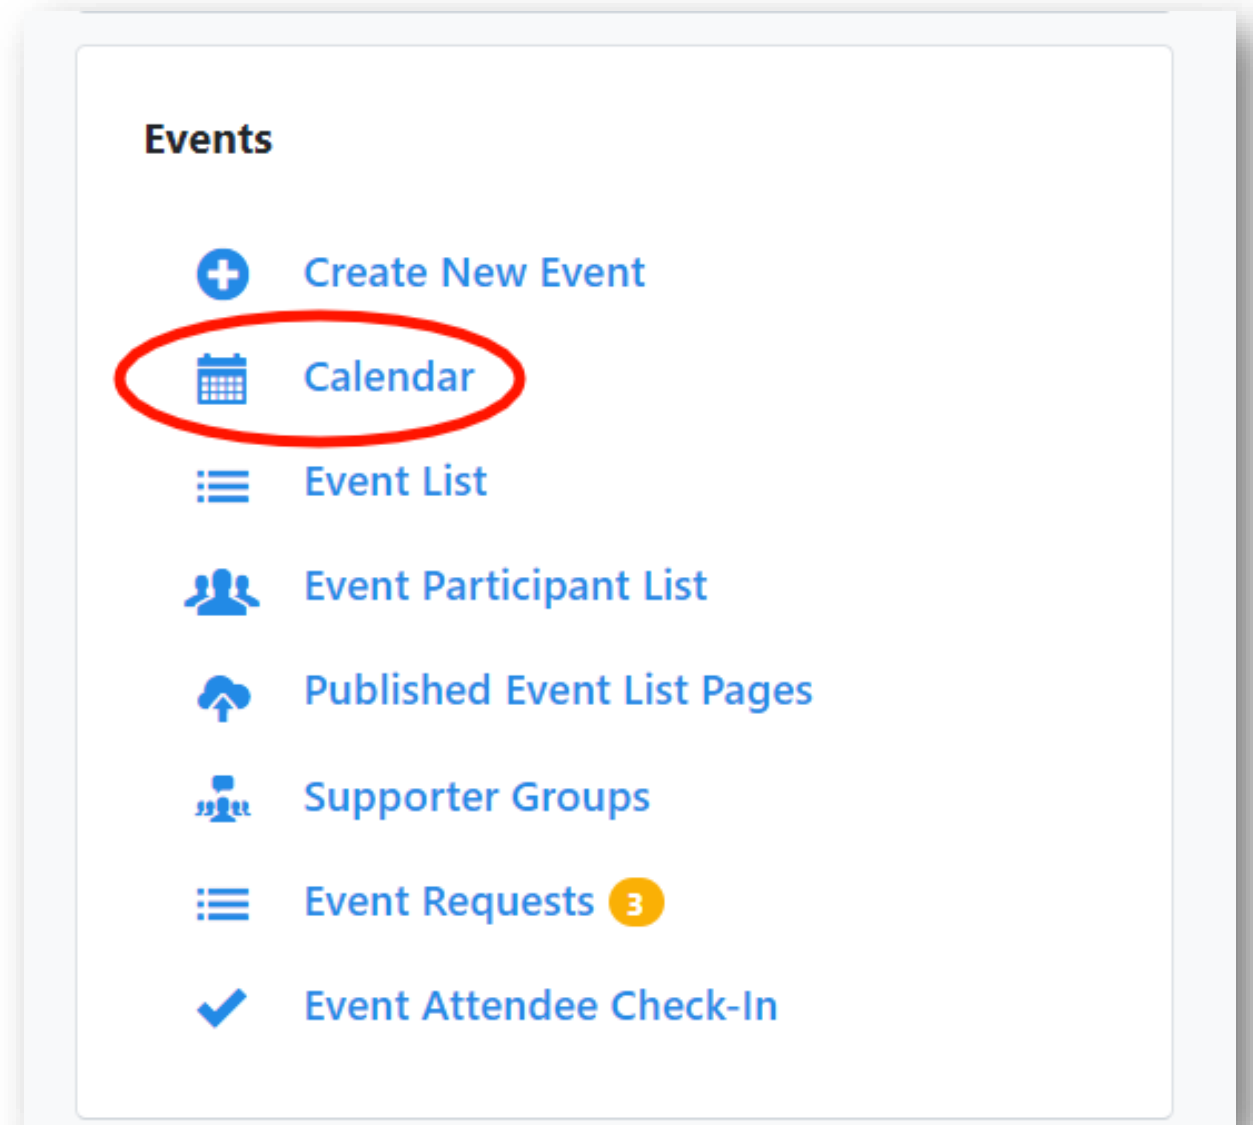 Events
Create New Event
Calendar
Event List
Event Participant List
Published Event List Pages
Supporter Groups
Event Requests 3
Event Attendee Check-In